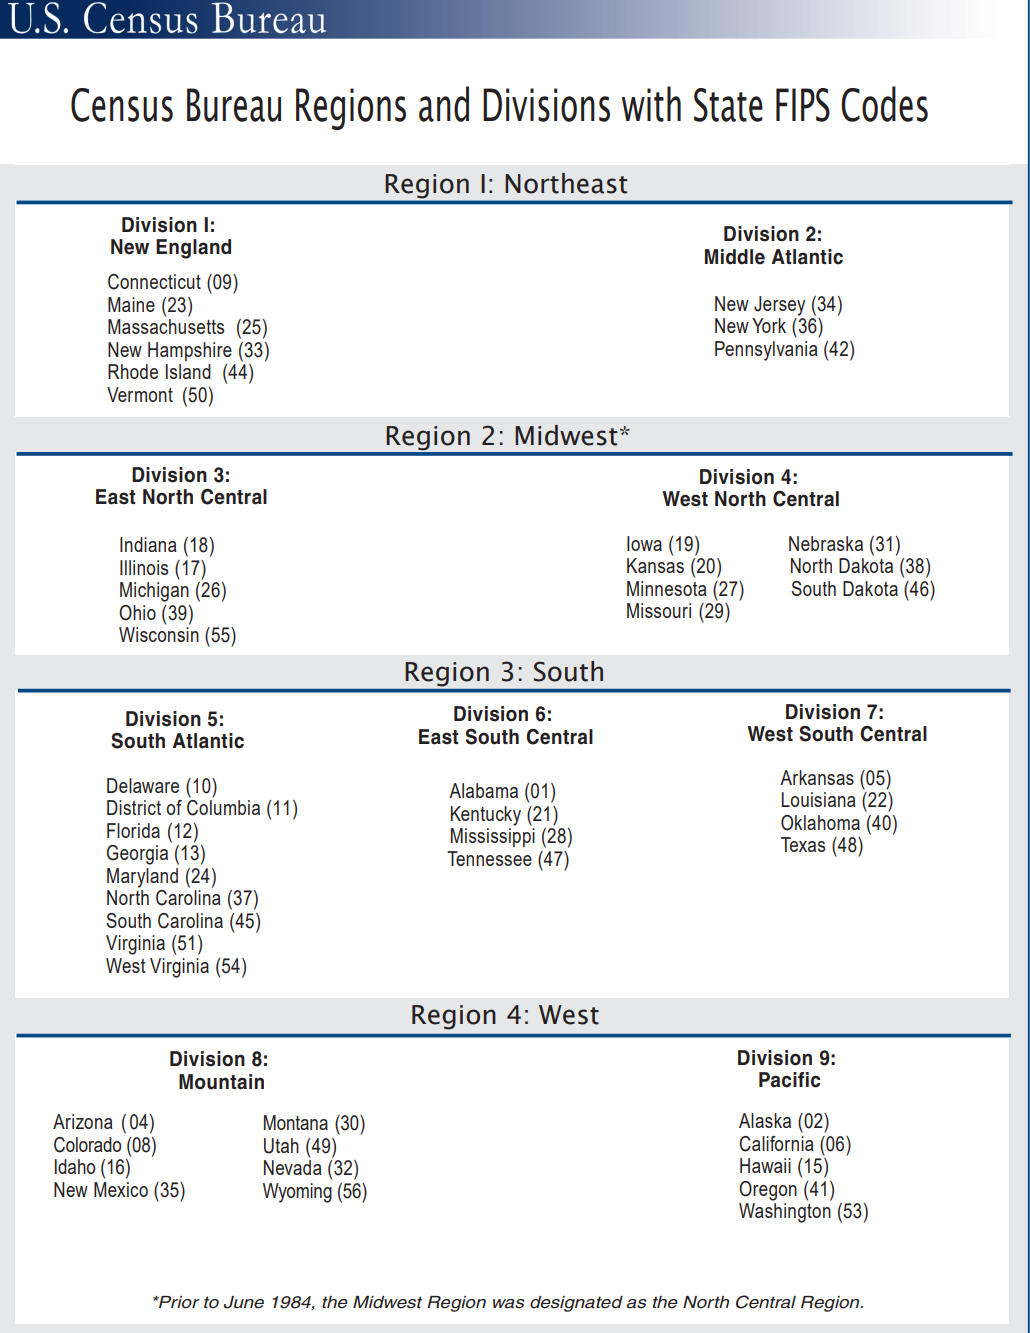 U.S. Census Bureau
Census Bureau Regions and Divisions with State FIPS Codes
Region I: Northeast
Division I:
New England
Connecticut (09)
Maine (23)
Massachusetts (25)
New Hampshire (33)
Rhode Island (44)
Vermont (50)
Division 2:
Middle Atlantic
New Jersey (34)
New York (36)
Pennsylvania (42)
Region 2: Midwest*
Division 3:
East North Central
Indiana (18)
Illinois (17)
Michigan (26)
Ohio (39)
Wisconsin (55)
Division 4:
West North Central
Iowa (19)
Kansas (20)
Minnesota (27)
Missouri (29)
Nebraska (31)
North Dakota (38)
South Dakota (46)
Region 3: South
Division 5:
South Atlantic
Delaware (10)
District of Columbia (11)
Florida (12)
Georgia (13)
Maryland (24)
North Carolina (37)
South Carolina (45)
Virginia (51)
West Virginia (54)
Division 6:
East South Central
Alabama (01)
Kentucky (21)
Mississippi (28)
Tennessee (47)
Division 7:
West South Central
Arkansas (05)
Louisiana (22)
Oklahoma (40)
Texas (48)
Region 4: West
Division 8:
Mountain
Arizona (04)
Colorado (08)
Idaho (16)
New Mexico (35)
Montana (30)
Utah (49)
Nevada (32)
Wyoming (56)
Division 9:
Pacific
Alaska (02)
California (06)
Hawaii (15)
Oregon (41)
Washington (53)
*Prior to June 1984, the Midwest Region was designated as the North Central Region.